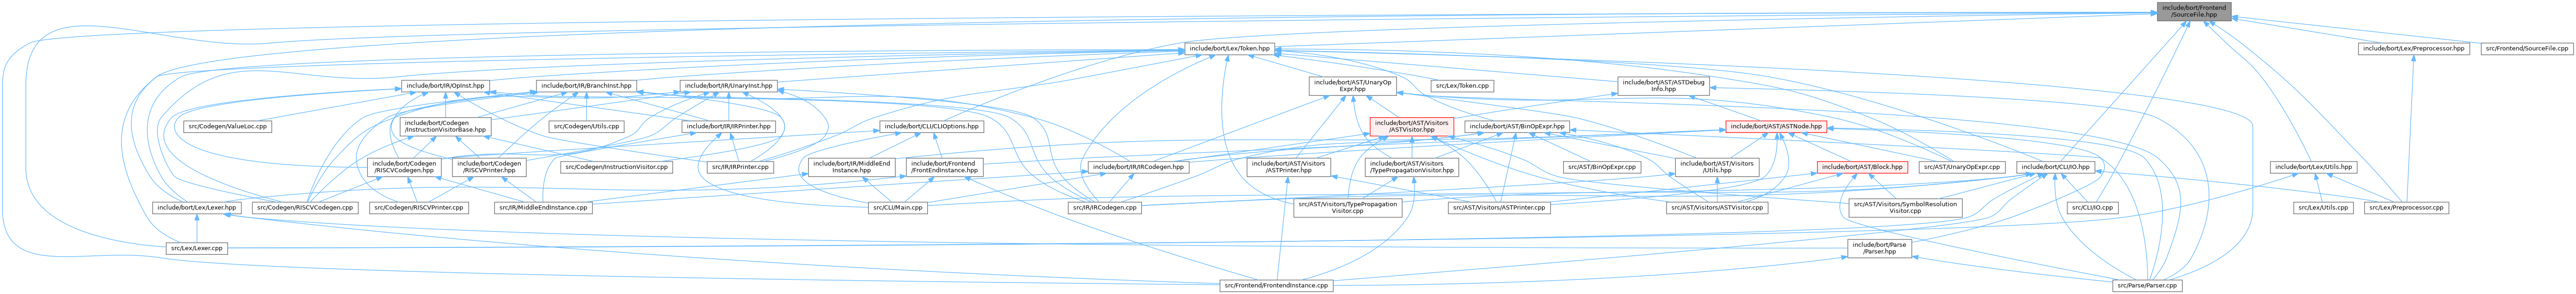 include/bort/Frontend
/SourceFile.hpp
include/bort/Lex/Token.hpp
include/bort/Lex/Preprocessor.hpp
src/Frontend/SourceFile.cpp
include/bort/IR/OpInst.hpp
include/bort/IR/BranchInst.hpp
include/bort/IR/UnaryInst.hpp
include/bort/AST/UnaryOp
Expr.hpp
src/Lex/Token.cpp
include/bort/AST/ASTDebug
Info.hpp
src/Codegen/ValueLoc.cpp
include/bort/Codegen
/InstructionVisitorBase.hpp
src/Codegen/Utils.cpp
include/bort/IR/IRPrinter.hpp
include/bort/CLI/CLIOptions.hpp
include/bort/AST/Visitors
/ASTVisitor.hpp
include/bort/AST/BinOpExpr.hpp
include/bort/AST/ASTNode.hpp
include/bort/Codegen
/RISCVCodegen.hpp
include/bort/Codegen
/RISCVPrinter.hpp
src/Codegen/InstructionVisitor.cpp
src/IR/IRPrinter.cpp
include/bort/IR/MiddleEnd
Instance.hpp
include/bort/Frontend
/FrontEndInstance.hpp
include/bort/IR/IRCodegen.hpp
include/bort/AST/Visitors
/ASTPrinter.hpp
include/bort/AST/Visitors
/TypePropagationVisitor.hpp
src/AST/BinOpExpr.cpp
include/bort/AST/Visitors
/Utils.hpp
include/bort/AST/Block.hpp
src/AST/UnaryOpExpr.cpp
include/bort/CLI/IO.hpp
include/bort/Lex/Utils.hpp
include/bort/Lex/Lexer.hpp
src/Codegen/RISCVCodegen.cpp
src/Codegen/RISCVPrinter.cpp
src/IR/MiddleEndInstance.cpp
src/CLI/Main.cpp
src/IR/IRCodegen.cpp
src/AST/Visitors/TypePropagation
Visitor.cpp
src/AST/Visitors/ASTPrinter.cpp
src/AST/Visitors/ASTVisitor.cpp
src/AST/Visitors/SymbolResolution
Visitor.cpp
src/CLI/IO.cpp
src/Lex/Utils.cpp
src/Lex/Preprocessor.cpp
src/Lex/Lexer.cpp
include/bort/Parse
/Parser.hpp
src/Frontend/FrontendInstance.cpp
src/Parse/Parser.cpp